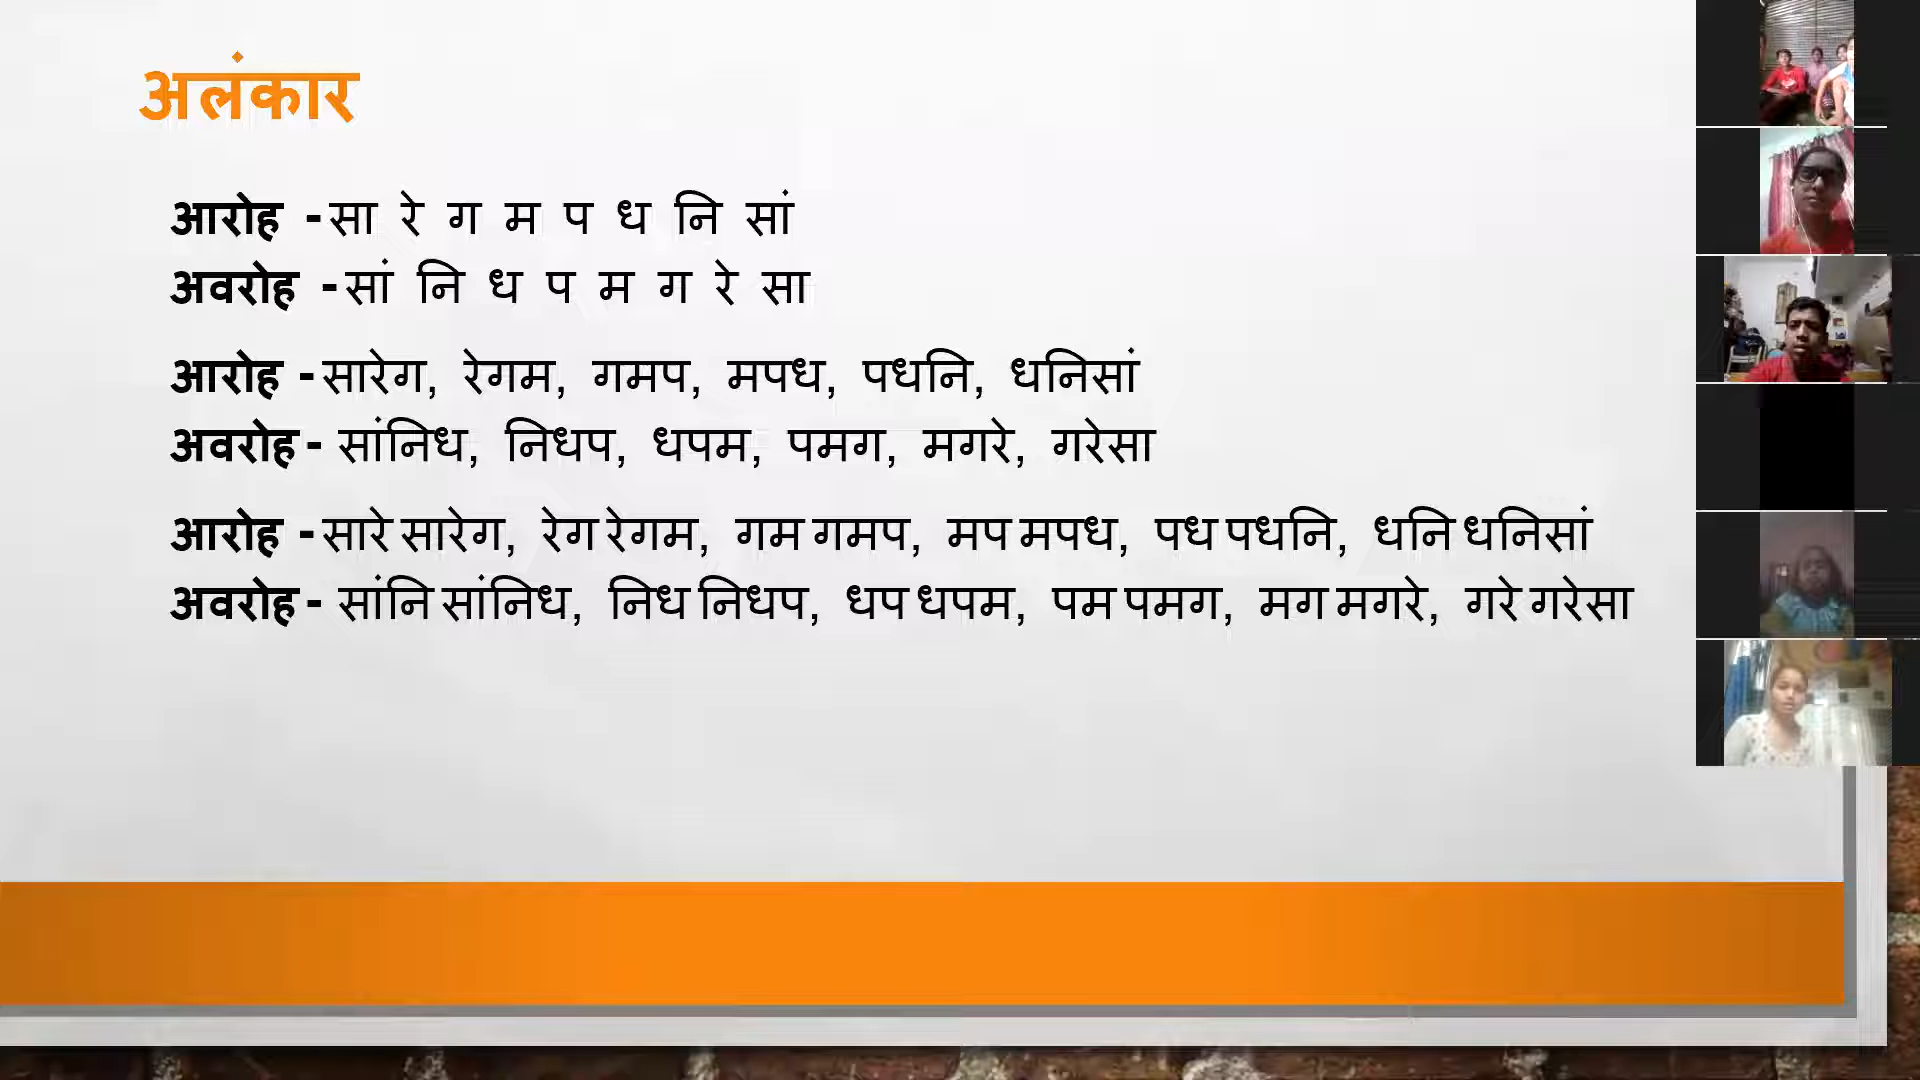 अलंकार
आरोह - सा रे ग म प ध नि सां
अवरोह - सां नि ध प म ग रे सा
आरोह - सारेग, रेगम, गमप, मपध, पधनि, धनिसां
अवरोह - सांनिध, निधप, धपम, पमग, मगरे, गरेसा
आरोह - सारे सारेग, रेग रेगम, गम गमप, मप मपध, पध पधनि, धनि धनिसां
अवरोह - सांनि सांनिध, निध निधप, धप धपम, पम पमग, मग मगरे, गरे गरेसा